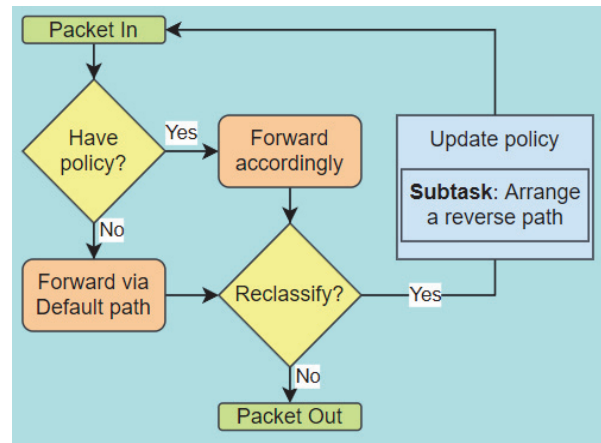 Packet In
Have
policy?
Yes
Forward
accordingly
Update policy
Subtask: Arrange
a reverse path
No
Forward via
Default path
Reclassify?
Yes
No
Packet Out